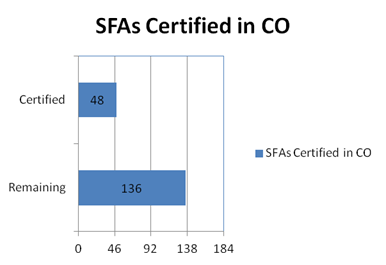 SFAs Certified in CO
Certified
48
SFAs Certified in CO
Remaining
136
0 46 92 138 184